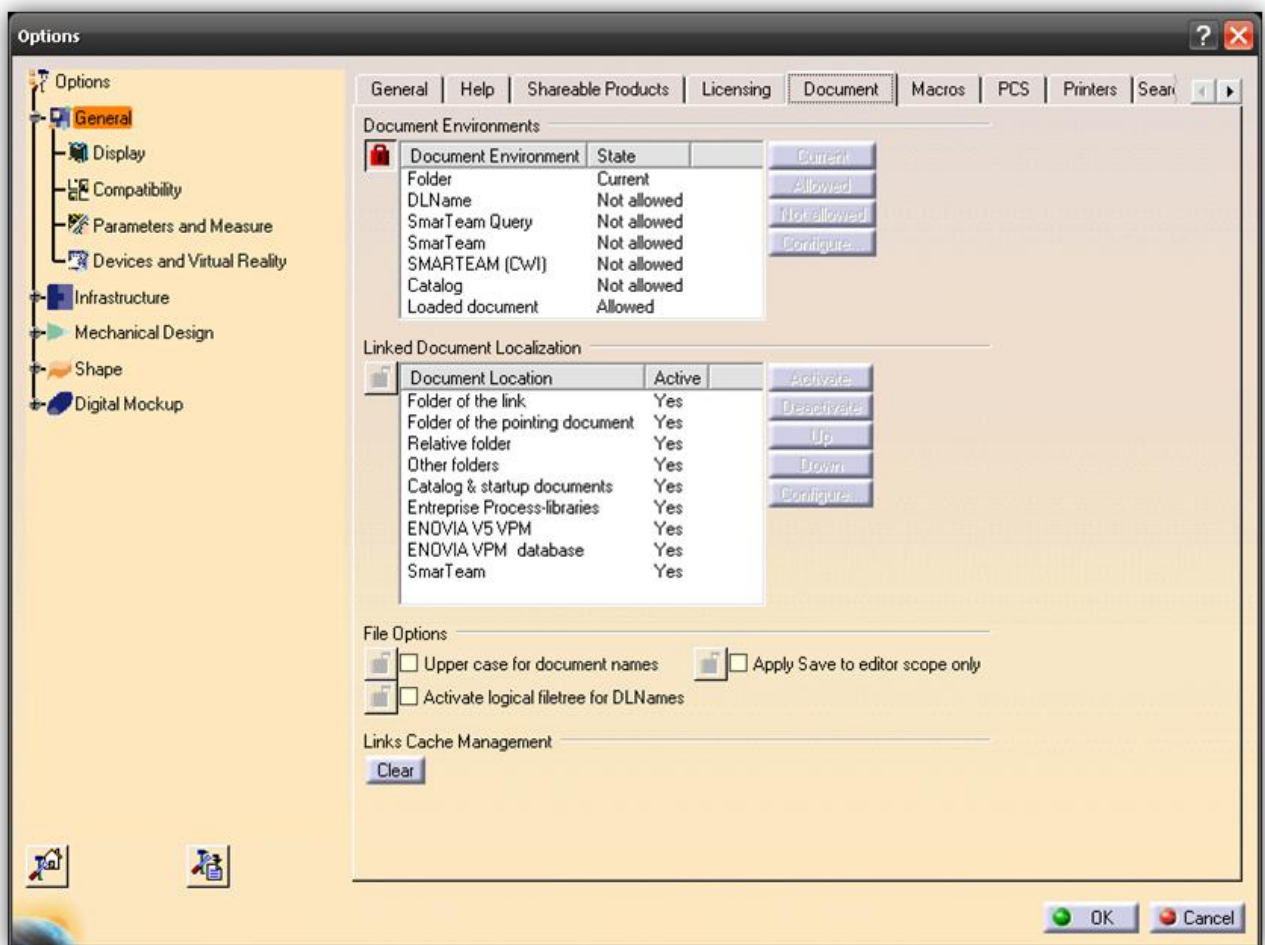 Options
?
Options
General
Display
Compatibility
Parameters and Measure
Devices and Virtual Reality
Infrastructure
Mechanical Design
Shape
Digital Mockup
General Help Shareable Products Licensing Document Macros PCS Printers Sear
Document Environments
Document Environment State
Folder Current
DLName Not allowed
SmarTeam Query Not allowed
SmarTeam Not allowed
SMARTEAM (CWI) Not allowed
Catalog Not allowed
Loaded document Allowed
Current
Allowed
Not allowed
Configure...
Linked Document Localization
Document Location Active
Folder of the link Yes
Folder of the pointing document Yes
Relative folder Yes
Other folders Yes
Catalog & startup documents Yes
Entreprise Process-libraries Yes
ENOVIA V5 VPM Yes
ENOVIA VPM database Yes
SmarTeam Yes
Activate
Deactivate
Up
Down
Configure...
File Options
Upper case for document names Apply Save to editor scope only
Activate logical filetree for DLNames
Links Cache Management
Clear
OK Cancel